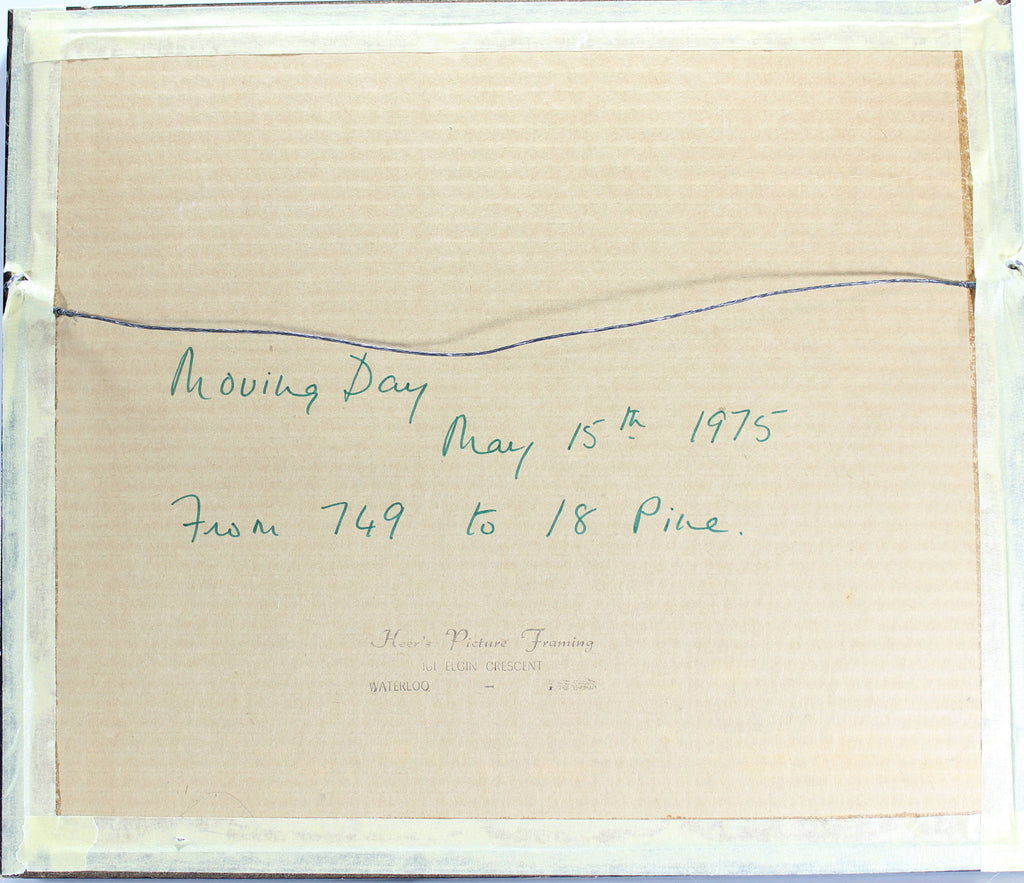 Moving Day
May 15th 1975
From 749 to 18 Pine.
Heer's Picture Framing
101 ELGIN CRESCENT
WATERLOO -